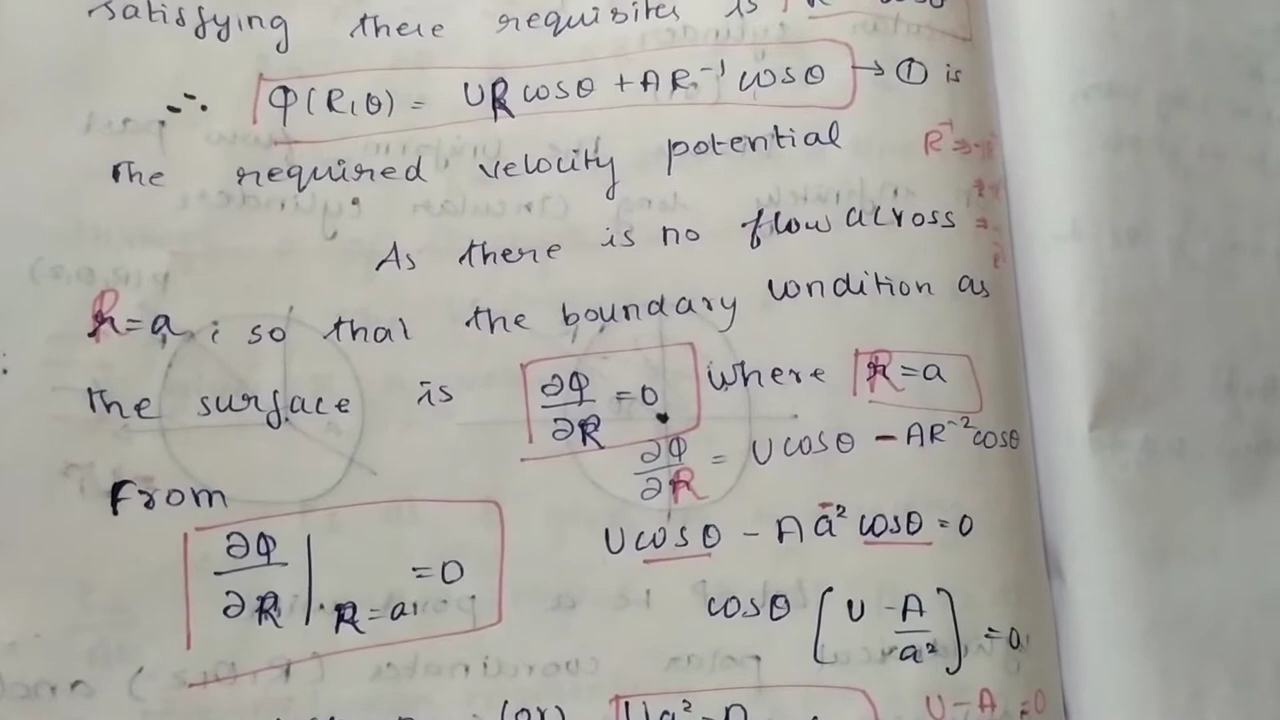 satisfying there requisites is
∴ φ(R,θ) = UR cosθ + AR⁻¹ cosθ → ① is
The required velocity potential
As there is no flow across
R=a, so that the boundary condition as
the surface is ∂φ/∂R = 0 where R=a
∂φ/∂R = U cosθ − AR⁻² cosθ
From
∂φ/∂R | R=a = 0
U cosθ − A a⁻² cosθ = 0
cosθ [U − A/a²] = 0
(or)
U − A = 0